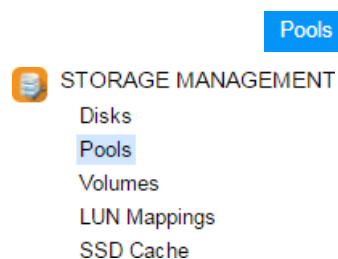 Pools
STORAGE MANAGEMENT
Disks
Pools
Volumes
LUN Mappings
SSD Cache